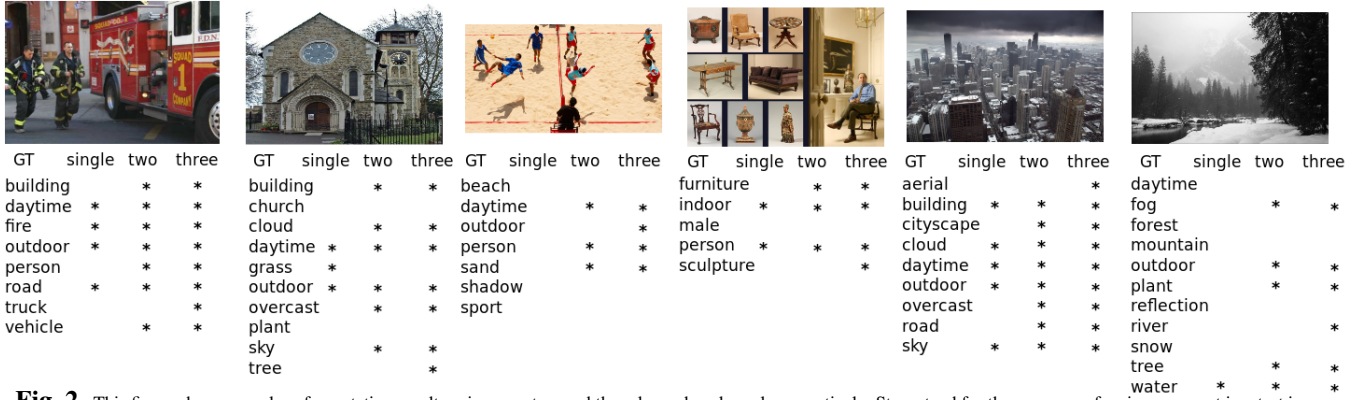 F.D.N.
SQUAD
1
COMPANY
GT single two three
building * *
daytime * * *
fire * * *
outdoor * * *
person * *
road * * *
truck *
vehicle * *
GT single two three
building * *
church
cloud * *
daytime * * *
grass *
outdoor * * *
overcast * *
plant
sky * *
tree *
GT single two three
beach
daytime * *
outdoor *
person * *
sand * *
shadow
sport
GT single two three
furniture * *
indoor * * *
male
person * * *
sculpture *
GT single two three
aerial *
building * * *
cityscape * *
cloud * * *
daytime * * *
outdoor * * *
overcast * *
road * *
sky * * *
GT single two three
daytime
fog * *
forest
mountain
outdoor * *
plant * *
reflection
river *
snow
tree * *
water * * *
Fig. 2